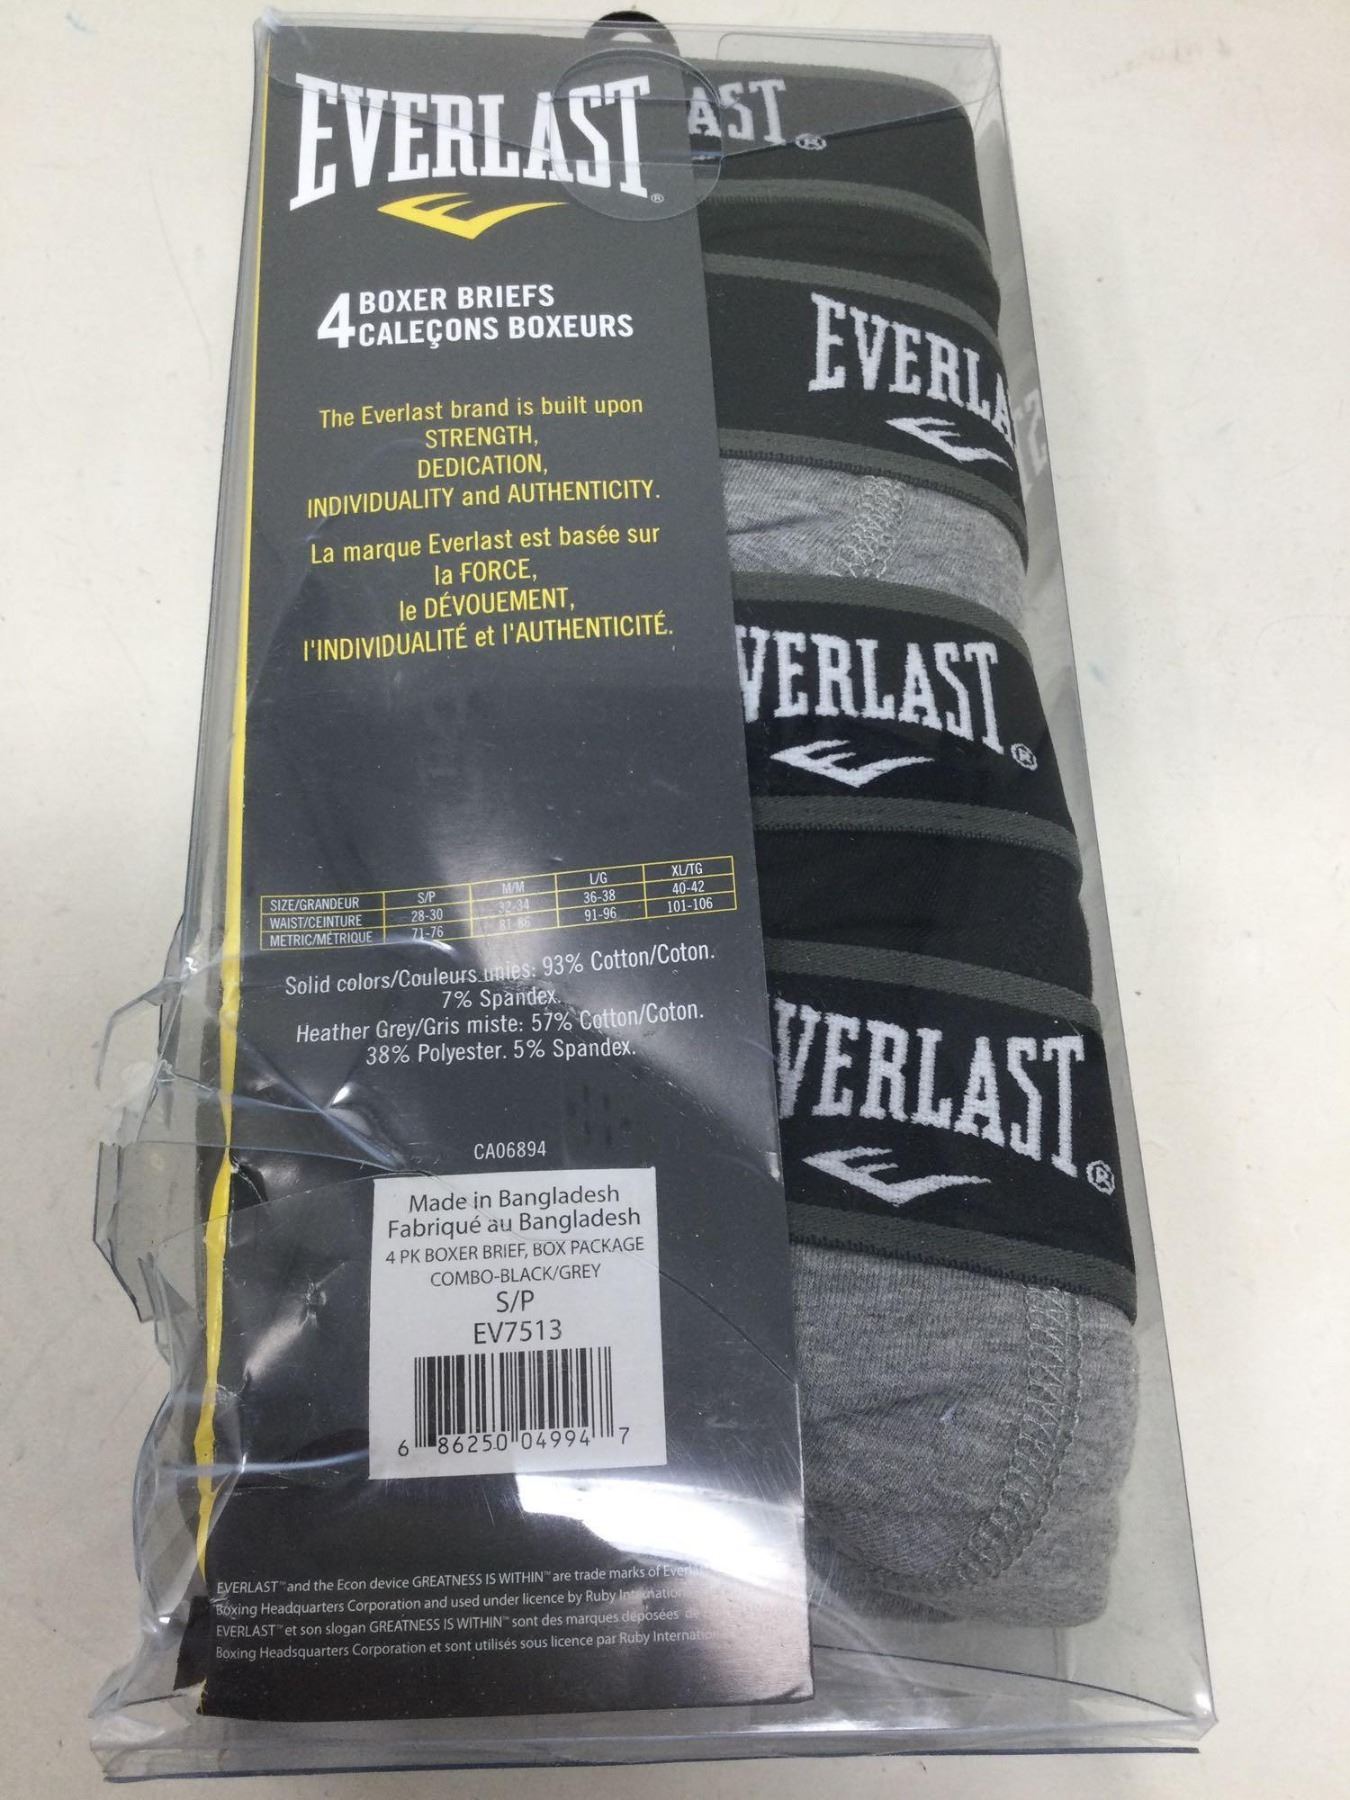 EVERLAST®
4 BOXER BRIEFS
CALEÇONS BOXEURS
The Everlast brand is built upon
STRENGTH,
DEDICATION,
INDIVIDUALITY and AUTHENTICITY.
La marque Everlast est basée sur
la FORCE,
le DÉVOUEMENT,
l'INDIVIDUALITÉ et l'AUTHENTICITÉ.
SIZE/GRANDEUR S/P M/M L/G XL/TG
WAIST/CEINTURE 28-30 32-34 36-38 40-42
METRIC/MÉTRIQUE 71-76 81-86 91-96 101-106
Solid colors/Couleurs unies: 93% Cotton/Coton.
7% Spandex.
Heather Grey/Gris miste: 57% Cotton/Coton.
38% Polyester. 5% Spandex.
CA06894
Made in Bangladesh
Fabriqué au Bangladesh
4 PK BOXER BRIEF, BOX PACKAGE
COMBO-BLACK/GREY
S/P
EV7513
6 86250 04994 7
EVERLAST™ and the Econ device GREATNESS IS WITHIN™ are trade marks of
Boxing Headquarters Corporation and used under licence by Ruby
EVERLAST™ et son slogan GREATNESS IS WITHIN™ sont des marques déposées de
Boxing Headsquarters Corporation et sont utilisés sous licence par Ruby
AST®
EVERLA
VERLAST®
VERLAST®